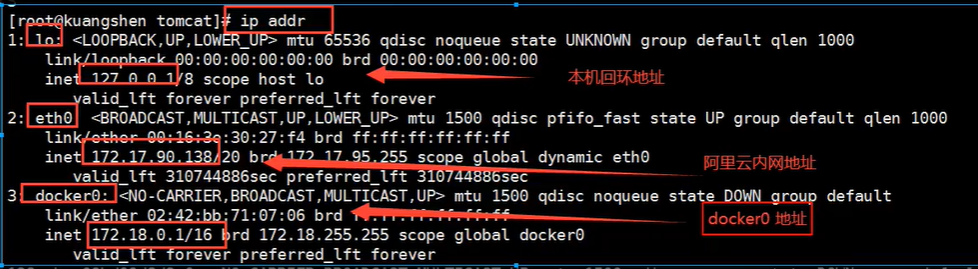 [root@kuangshen tomcat]# ip addr
1: lo: <LOOPBACK,UP,LOWER_UP> mtu 65536 qdisc noqueue state UNKNOWN group default qlen 1000
link/loopback 00:00:00:00:00:00 brd 00:00:00:00:00:00
inet 127.0.0.1/8 scope host lo
本机回环地址
valid_lft forever preferred_lft forever
2: eth0 <BROADCAST,MULTICAST,UP,LOWER_UP> mtu 1500 qdisc pfifo_fast state UP group default qlen 1000
link/ether 00:16:3e:30:27:f4 brd ff:ff:ff:ff:ff:ff
inet 172.17.90.138/20 brd 172.17.95.255 scope global dynamic eth0
阿里云内网地址
valid_lft 310744886sec preferred_lft 310744886sec
3: docker0: <NO-CARRIER,BROADCAST,MULTICAST,UP> mtu 1500 qdisc noqueue state DOWN group default
link/ether 02:42:bb:71:07:06 brd ff:ff:ff:ff
docker0 地址
inet 172.18.0.1/16 brd 172.18.255.255 scope global docker0
valid_lft forever preferred_lft forever